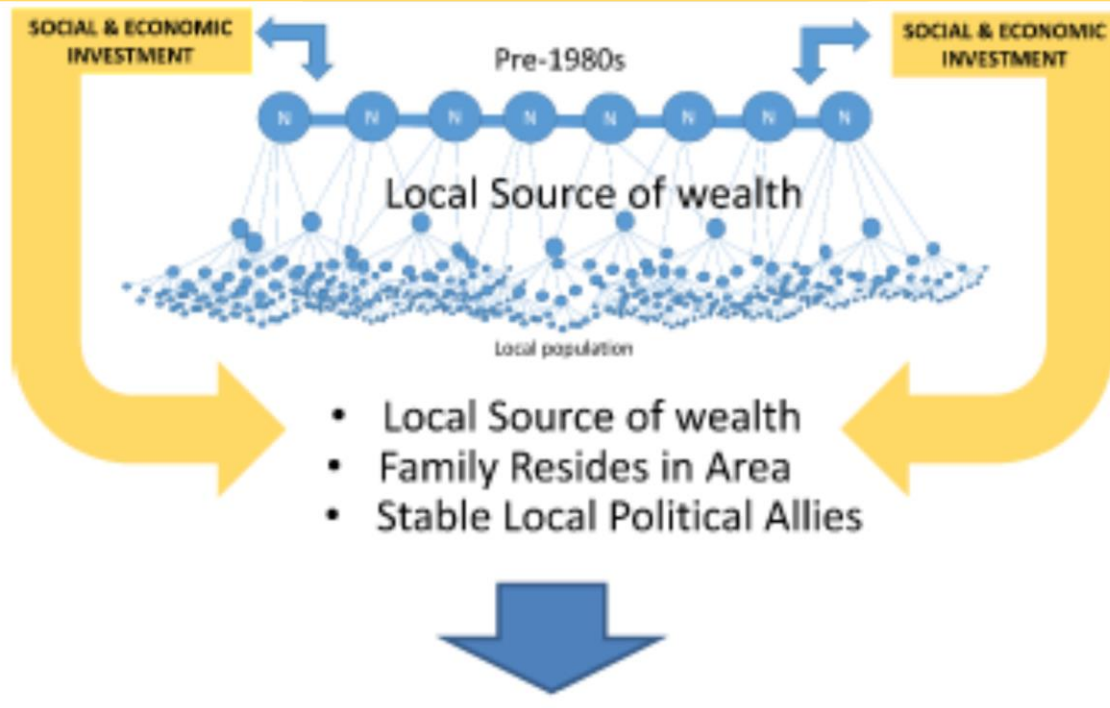 SOCIAL & ECONOMIC
INVESTMENT
Pre-1980s
SOCIAL & ECONOMIC
INVESTMENT
N N N N N N N N
Local Source of wealth
Local population
• Local Source of wealth
• Family Resides in Area
• Stable Local Political Allies